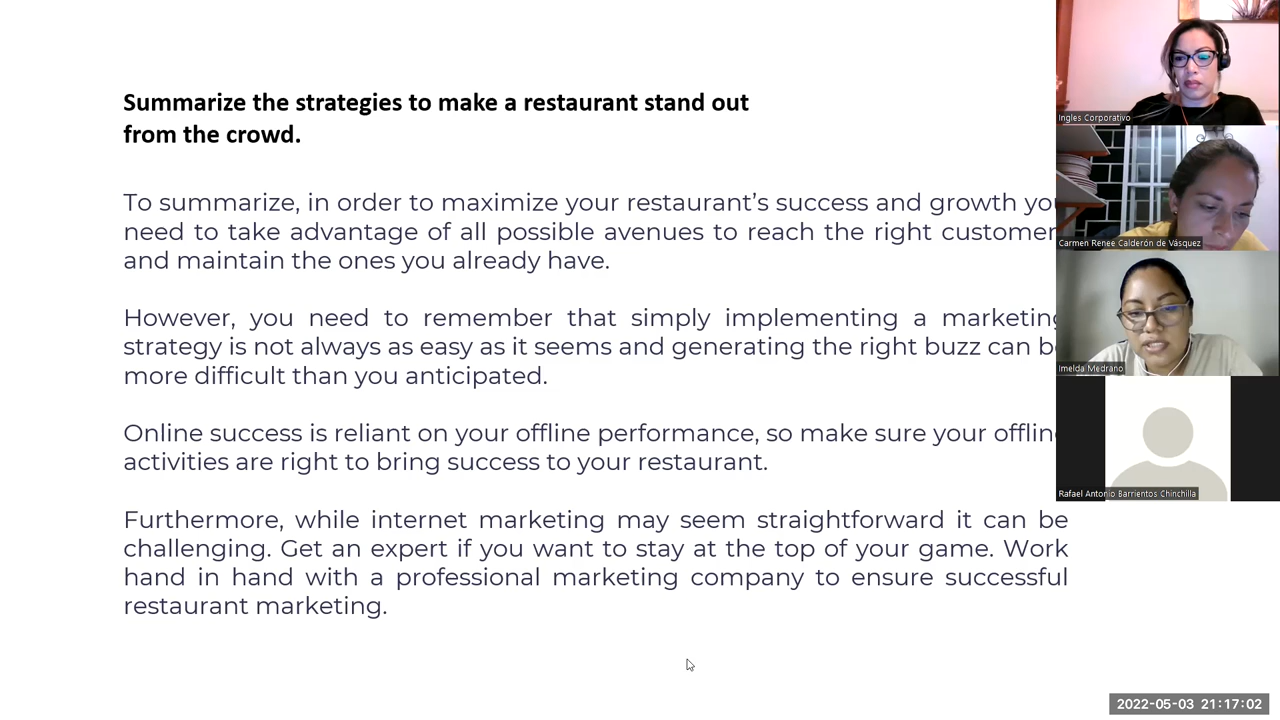 Summarize the strategies to make a restaurant stand out
from the crowd.
To summarize, in order to maximize your restaurant's success and growth
need to take advantage of all possible avenues to reach the right
and maintain the ones you already have.
However, you need to remember that simply implementing a
strategy is not always as easy as it seems and generating the right buzz can
more difficult than you anticipated.
Online success is reliant on your offline performance, so make sure your
activities are right to bring success to your restaurant.
Furthermore, while internet marketing may seem straightforward it can be
challenging. Get an expert if you want to stay at the top of your game. Work
hand in hand with a professional marketing company to ensure successful
restaurant marketing.
Ingles Corporativo
Carmen Renee Calderón de Vásquez
Imelda Medrano
Rafael Antonio Barrientos Chinchilla
2022-05-03 21:17:02